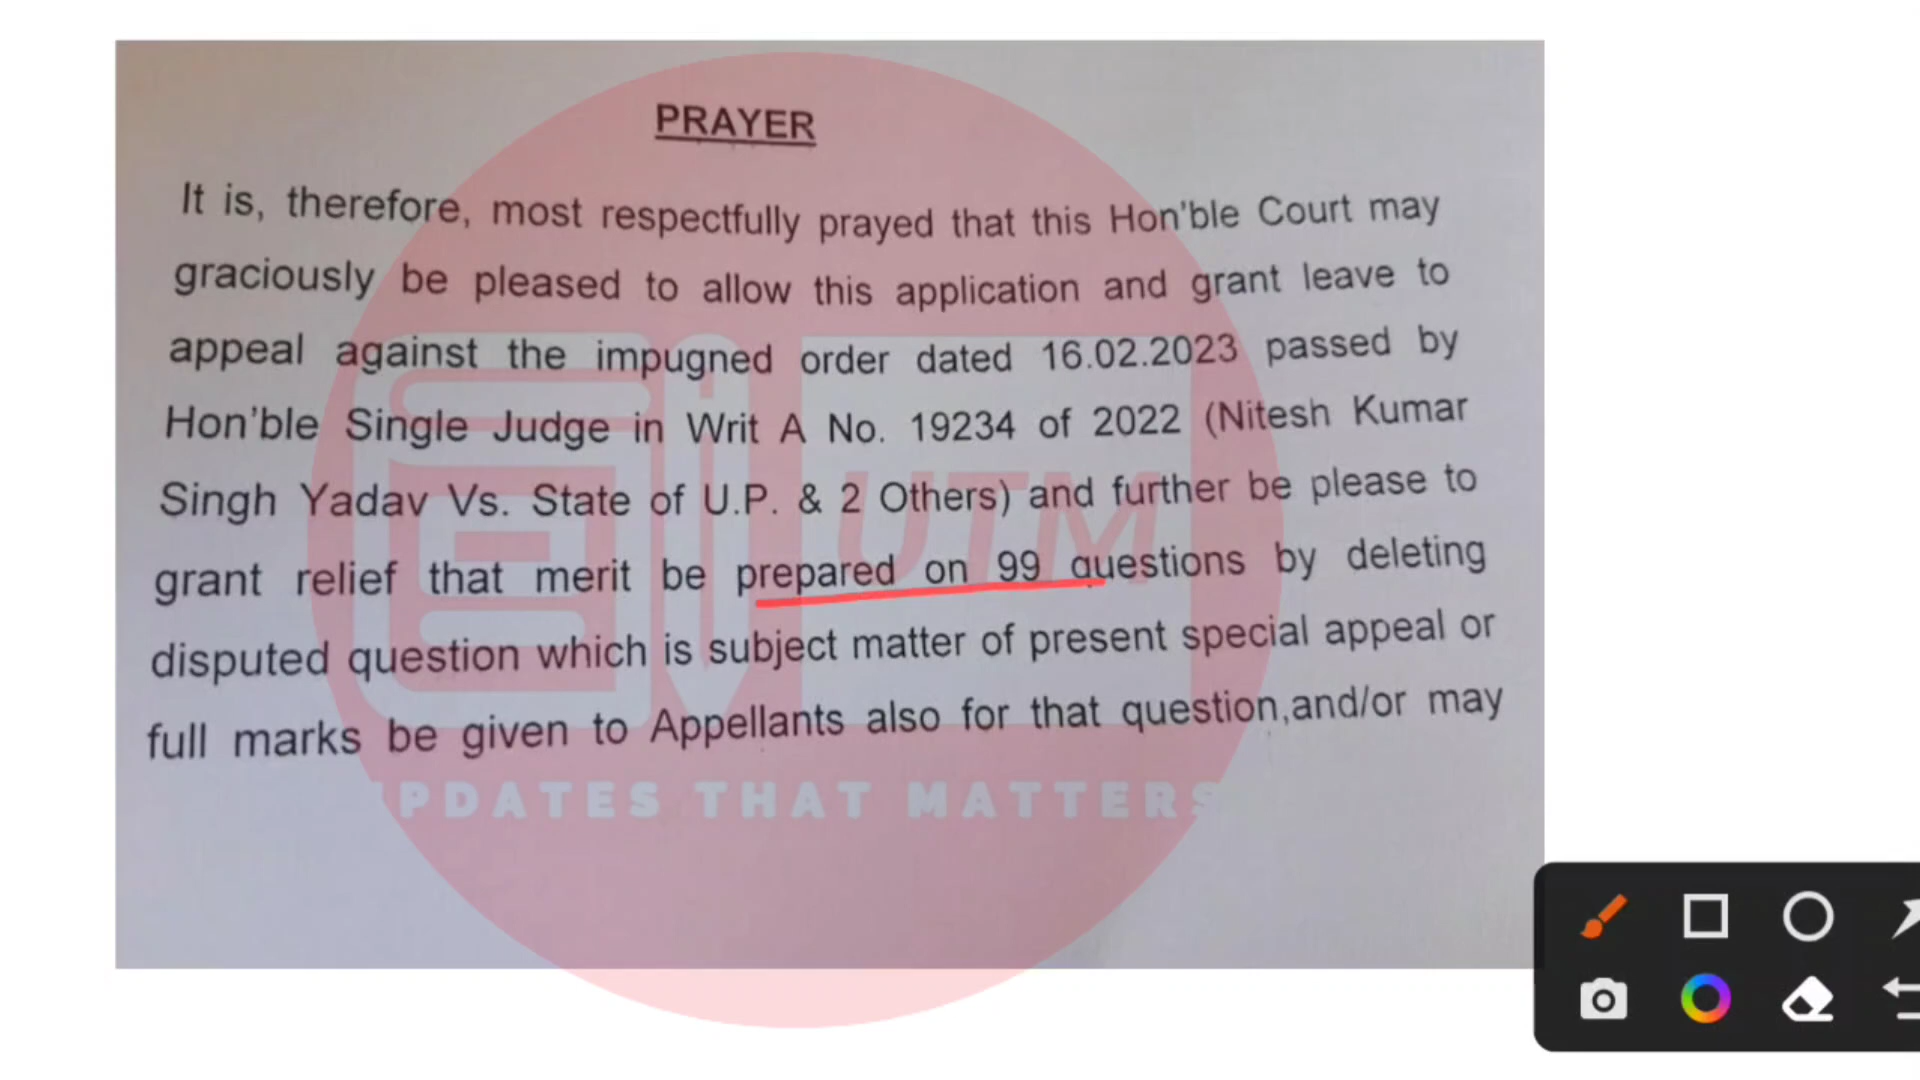 PRAYER
It is, therefore, most respectfully prayed that this Hon'ble Court may
graciously be pleased to allow this application and grant leave to
appeal against the impugned order dated 16.02.2023 passed by
Hon'ble Single Judge in Writ A No. 19234 of 2022 (Nitesh Kumar
Singh Yadav Vs. State of U.P. & 2 Others) and further be please to
grant relief that merit be prepared on 99 questions by deleting
disputed question which is subject matter of present special appeal or
full marks be given to Appellants also for that question,and/or may
UTM
UPDATES THAT MATTERS